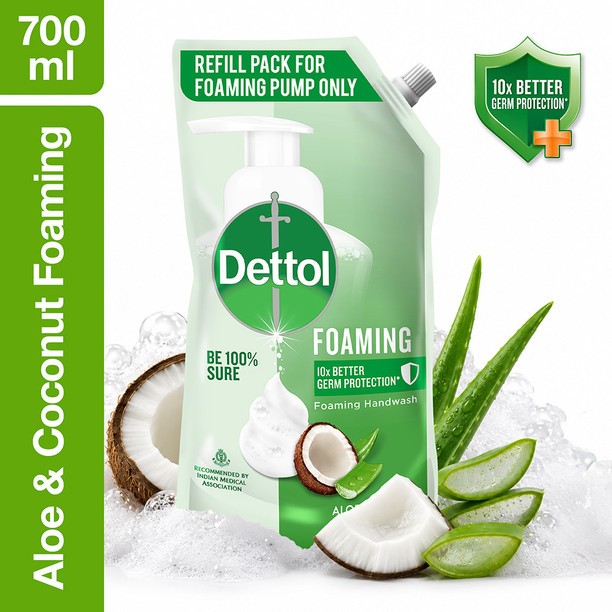 700
ml
Aloe & Coconut Foaming
REFILL PACK FOR
FOAMING PUMP ONLY
10x BETTER
GERM PROTECTION*
Dettol
FOAMING
BE 100%
SURE
10x BETTER
GERM PROTECTION*
Foaming Handwash
RECOMMENDED BY
INDIAN MEDICAL
ASSOCIATION